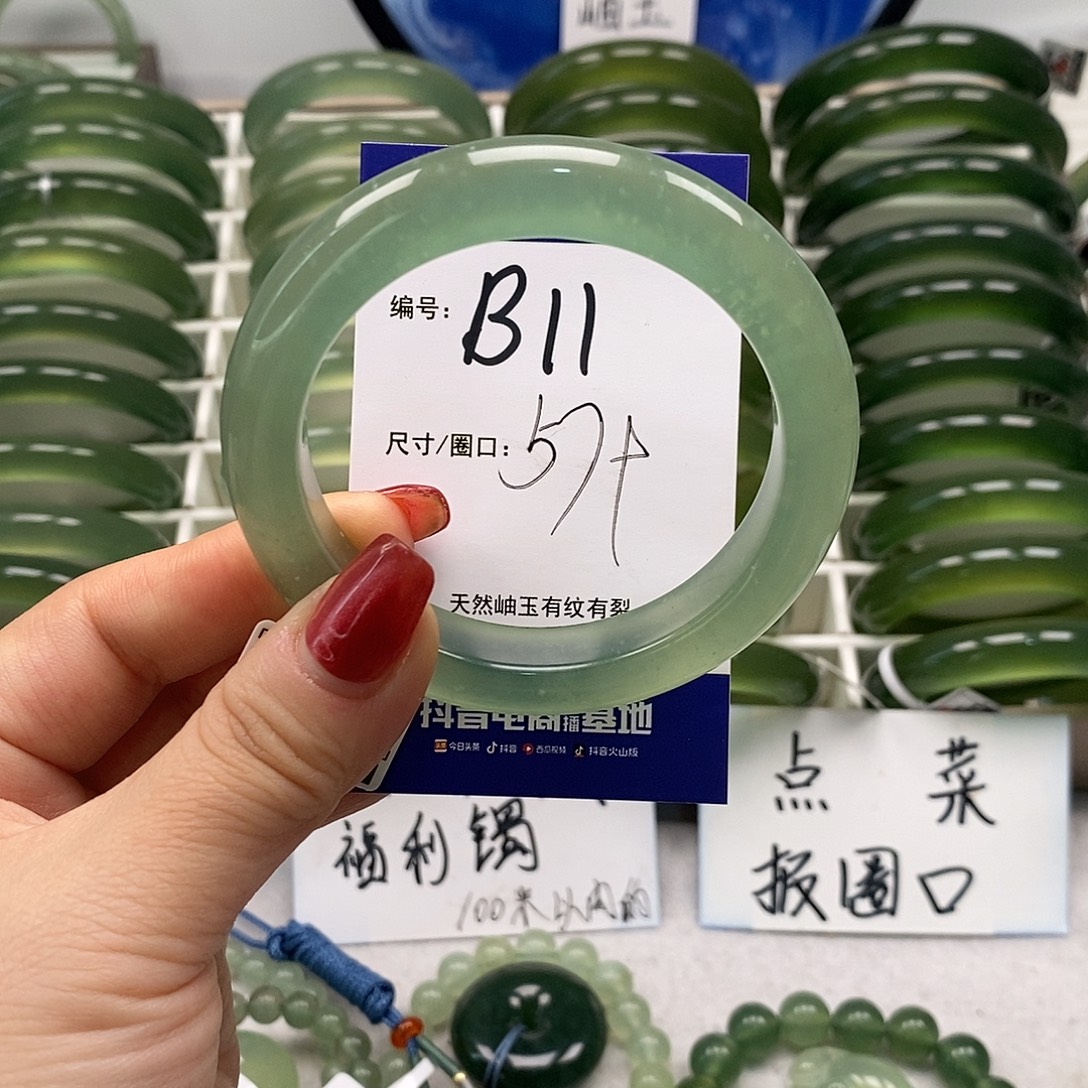 岫玉
编号: B11
尺寸/圈口: 57+
天然岫玉有纹有裂
抖音电商直播基地
今日头条 抖音 西瓜视频 抖音火山版
福利镯
100米以内的
点菜
报圈口